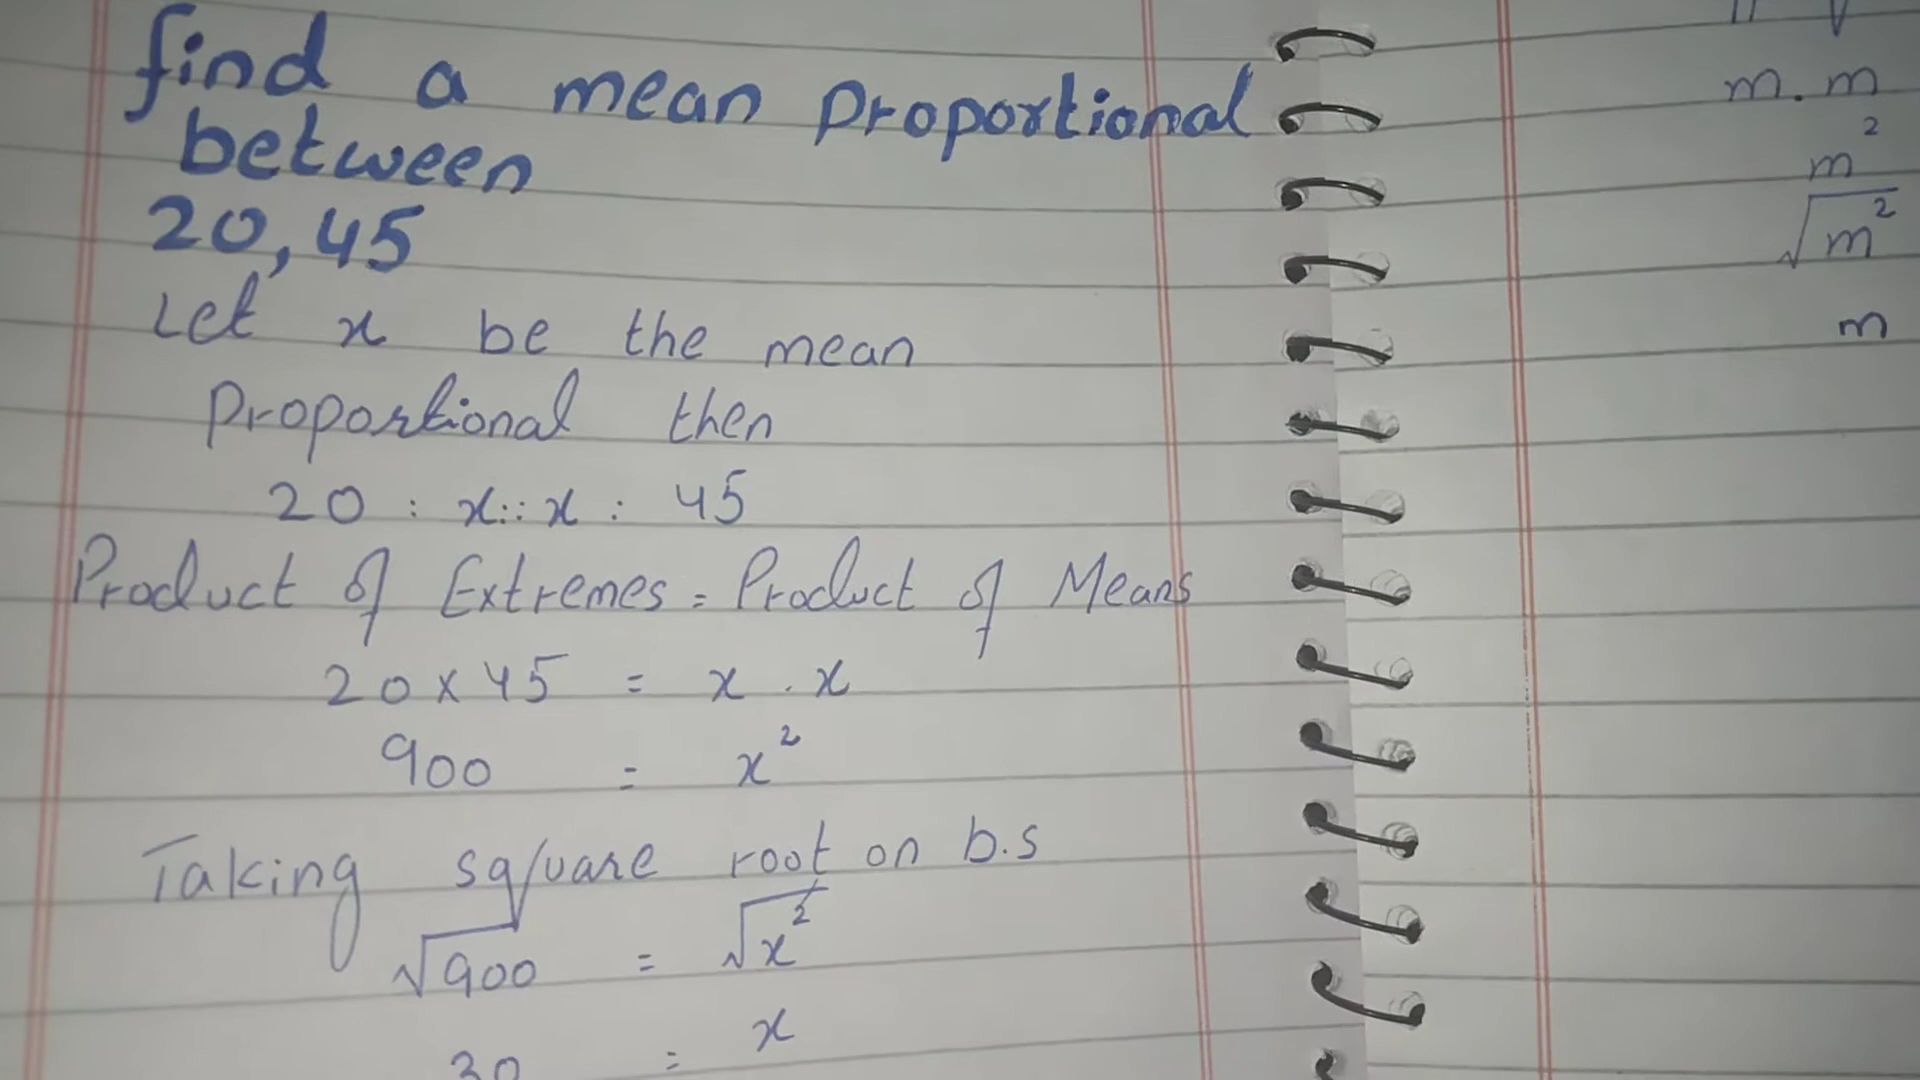 find a mean proportional
between
20, 45
Let x be the mean
proportional then
20 : x :: x : 45
Product of Extremes = Product of Means
20 x 45 = x . x
900 = x²
Taking square root on b.s
√900 = √x²
30 = x
m . m
m²
√m²
m